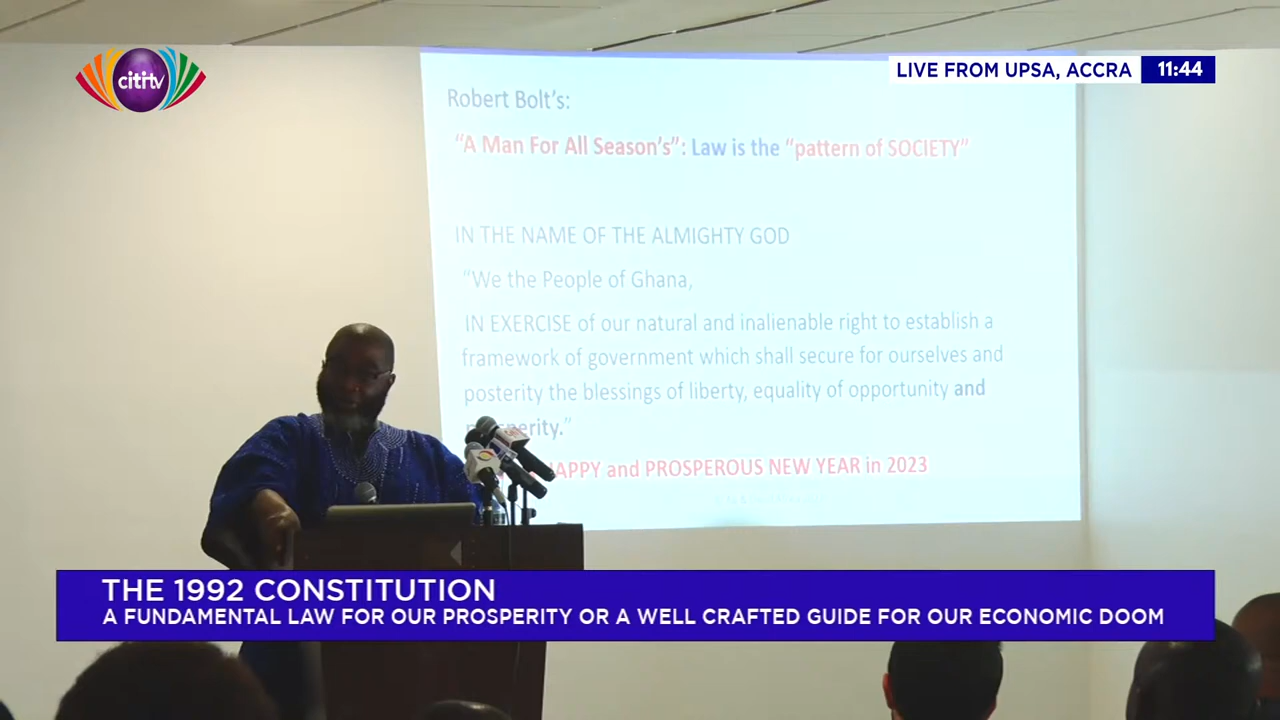 citi tv
LIVE FROM UPSA, ACCRA 11:44
Robert Bolt's:
"A Man For All Season's": Law is the "pattern of SOCIETY"
IN THE NAME OF THE ALMIGHTY GOD
"We the People of Ghana,
IN EXERCISE of our natural and inalienable right to establish a
framework of government which shall secure for ourselves and
posterity the blessings of liberty, equality of opportunity and
prosperity."
HAPPY and PROSPEROUS NEW YEAR in 2023
THE 1992 CONSTITUTION
A FUNDAMENTAL LAW FOR OUR PROSPERITY OR A WELL CRAFTED GUIDE FOR OUR ECONOMIC DOOM